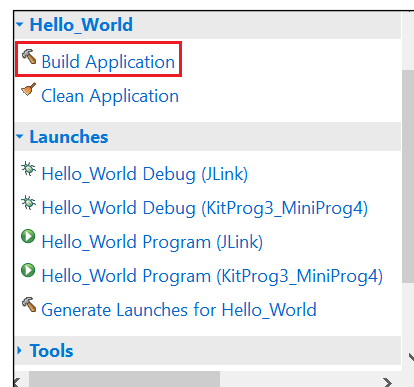 Hello_World
Build Application
Clean Application
Launches
Hello_World Debug (JLink)
Hello_World Debug (KitProg3_MiniProg4)
Hello_World Program (JLink)
Hello_World Program (KitProg3_MiniProg4)
Generate Launches for Hello_World
Tools